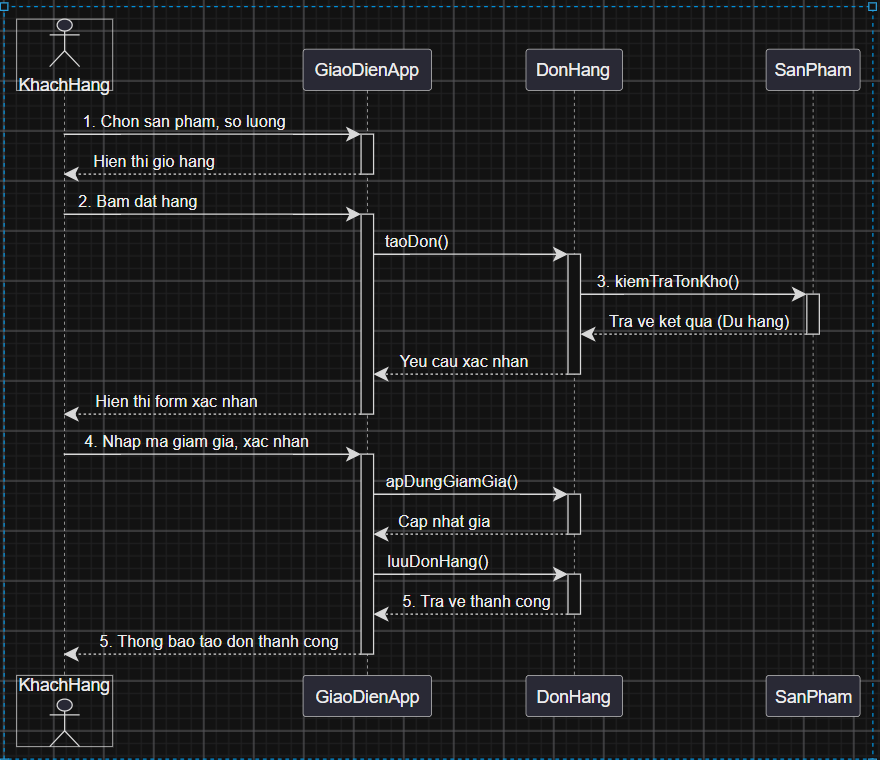 KhachHang
GiaoDienApp
DonHang
SanPham
1. Chon san pham, so luong
Hien thi gio hang
2. Bam dat hang
taoDon()
3. kiemTraTonKho()
Tra ve ket qua (Du hang)
Yeu cau xac nhan
Hien thi form xac nhan
4. Nhap ma giam gia, xac nhan
apDungGiamGia()
Cap nhat gia
luuDonHang()
5. Tra ve thanh cong
5. Thong bao tao don thanh cong
KhachHang
GiaoDienApp
DonHang
SanPham